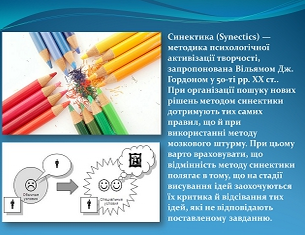 Синектика (Synectics) —
методика психологічної
активізації творчості,
запропонована Вільямом Дж.
Гордоном у 50-ті рр. XX ст..
При організації пошуку нових
рішень методом синектики
дотримують тих самих
правил, що й при
використанні методу
мозкового штурму. При цьому
варто враховувати, що
відмінність методу синектики
полягає в тому, що на стадії
висування ідей заохочуються
їх критика й відсівання тих
ідей, які не відповідають
поставленому завданню.